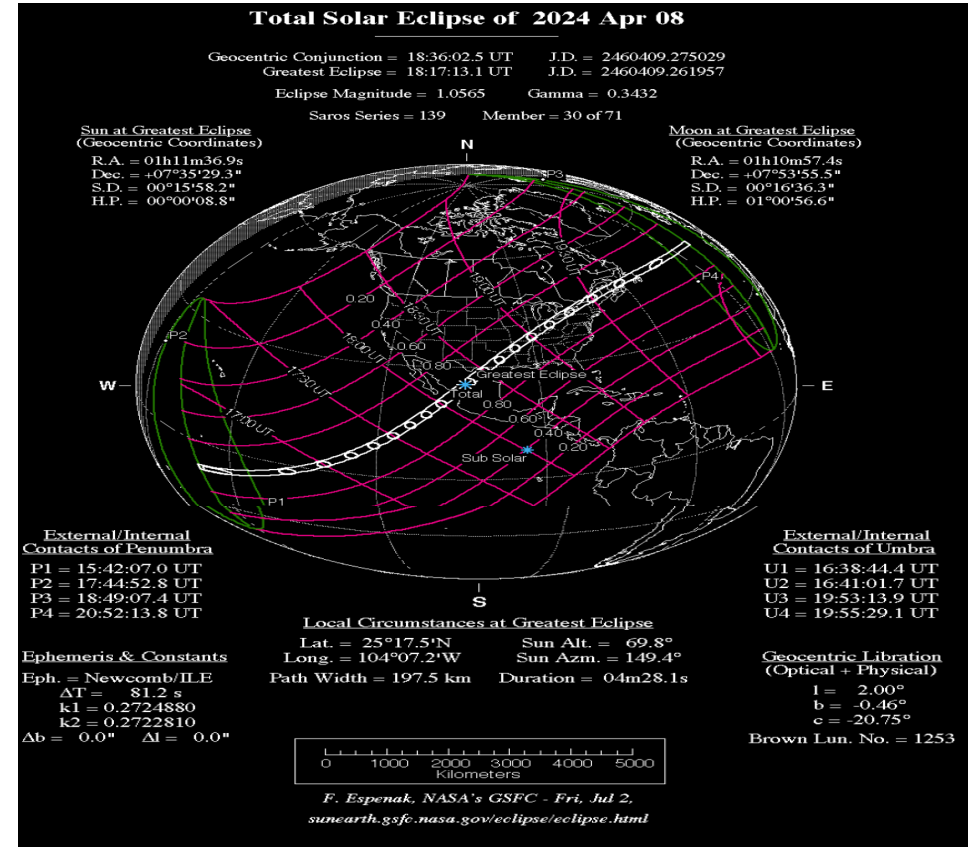 Total Solar Eclipse of 2024 Apr 08
Geocentric Conjunction = 18:36:02.5 UT J.D. = 2460409.275029
Greatest Eclipse = 18:17:13.1 UT J.D. = 2460409.261957
Eclipse Magnitude = 1.0565 Gamma = 0.3432
Saros Series = 139 Member = 30 of 71
Sun at Greatest Eclipse
(Geocentric Coordinates)
R.A. = 01h11m36.9s
Dec. = +07°35'29.3"
S.D. = 00°15'58.2"
H.P. = 00°00'08.8"
Moon at Greatest Eclipse
(Geocentric Coordinates)
R.A. = 01h10m57.4s
Dec. = +07°53'55.5"
S.D. = 00°16'36.3"
H.P. = 01°00'56.6"
N
P3
P4
0.20
0.40
0.60
0.80
1900 UT
1830 UT
1800 UT
1730 UT
1700 UT
P2
W
E
Greatest Eclipse
Total
0.80
0.60
0.40
0.20
Sub Solar
P1
S
External/Internal
Contacts of Penumbra
P1 = 15:42:07.0 UT
P2 = 17:44:52.8 UT
P3 = 18:49:07.4 UT
P4 = 20:52:13.8 UT
External/Internal
Contacts of Umbra
U1 = 16:38:44.4 UT
U2 = 16:41:01.7 UT
U3 = 19:53:13.9 UT
U4 = 19:55:29.1 UT
Local Circumstances at Greatest Eclipse
Lat. = 25°17.5'N Sun Alt. = 69.8°
Long. = 104°07.2'W Sun Azm. = 149.4°
Path Width = 197.5 km Duration = 04m28.1s
Ephemeris & Constants
Eph. = Newcomb/ILE
ΔT = 81.2 s
k1 = 0.2724880
k2 = 0.2722810
Δb = 0.0" Δl = 0.0"
Geocentric Libration
(Optical + Physical)
l = 2.00°
b = -0.46°
c = -20.75°
Brown Lun. No. = 1253
0 1000 2000 3000 4000 5000
Kilometers
F. Espenak, NASA's GSFC - Fri, Jul 2,
sunearth.gsfc.nasa.gov/eclipse/eclipse.html